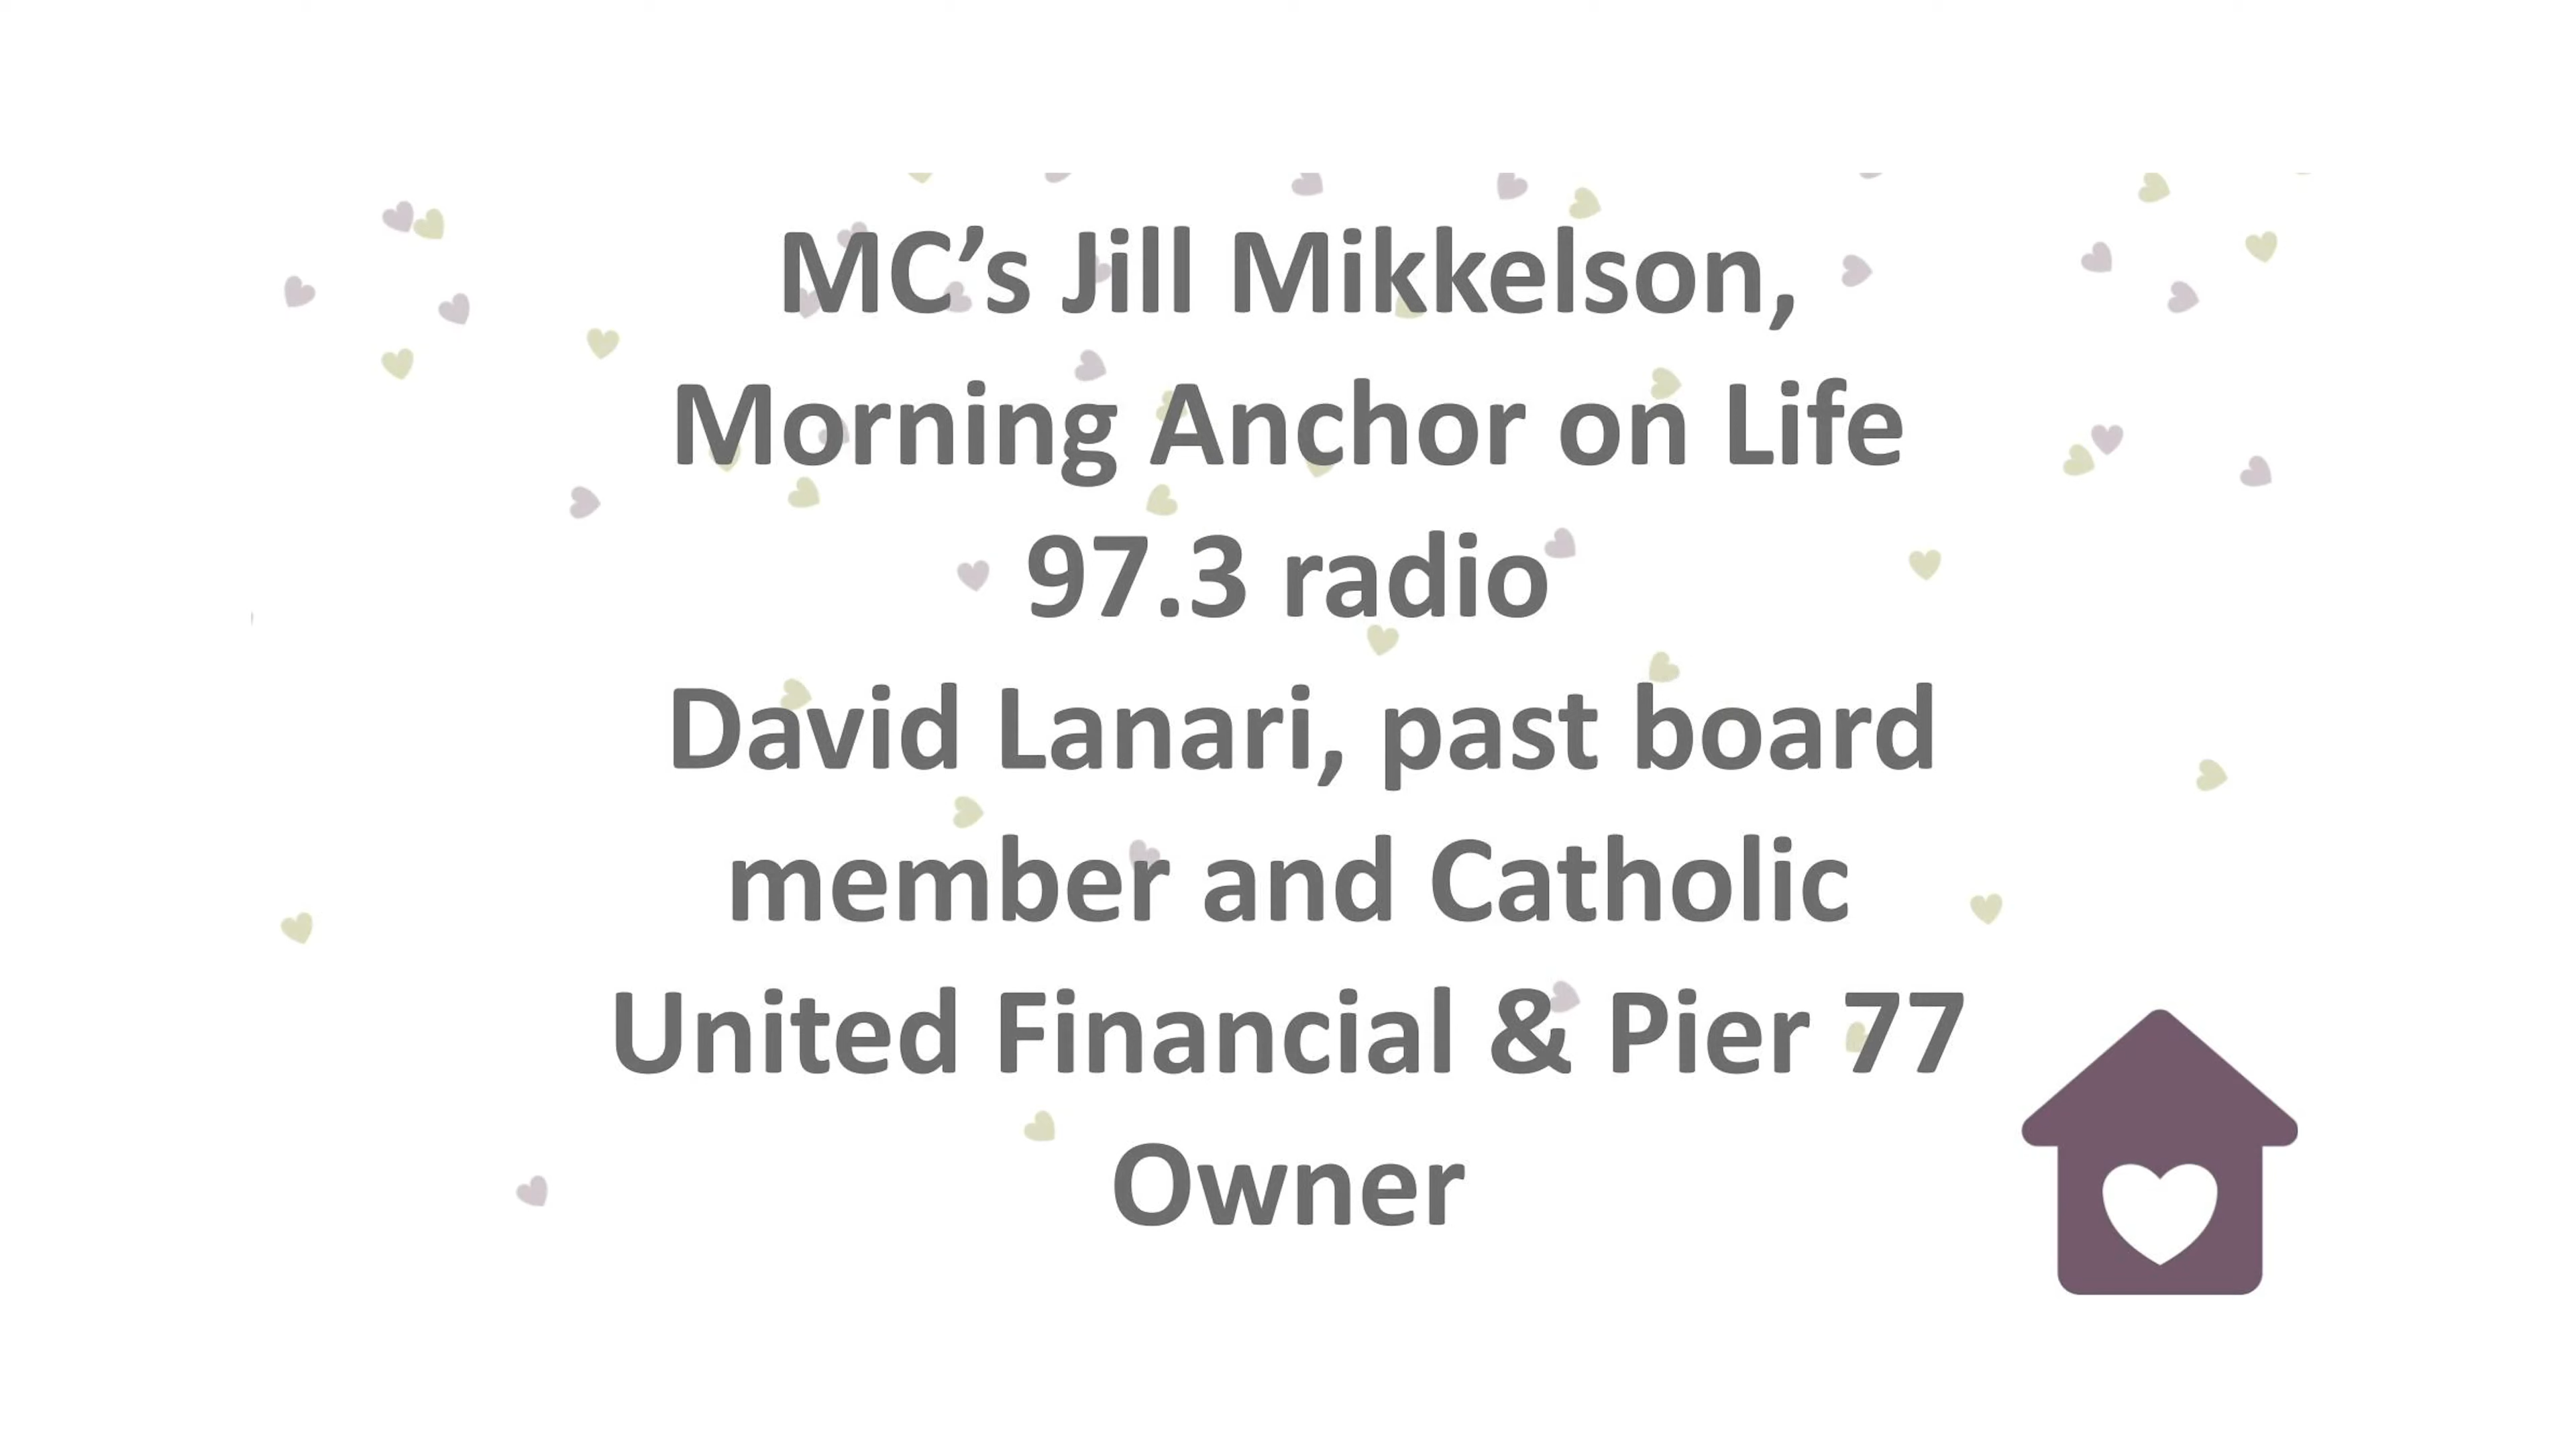 MC’s Jill Mikkelson,
Morning Anchor on Life
97.3 radio
David Lanari, past board
member and Catholic
United Financial & Pier 77
Owner